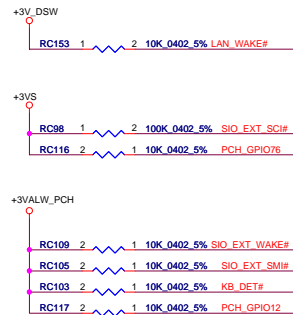 +3V_DSW
RC153 1 2 10K_0402_5% LAN_WAKE#
+3VS
RC98 1 2 100K_0402_5% SIO_EXT_SCI#
RC116 2 1 10K_0402_5% PCH_GPIO76
+3VALW_PCH
RC109 2 1 10K_0402_5% SIO_EXT_WAKE#
RC105 2 1 10K_0402_5% SIO_EXT_SMI#
RC103 2 1 10K_0402_5% KB_DET#
RC117 2 1 10K_0402_5% PCH_GPIO12